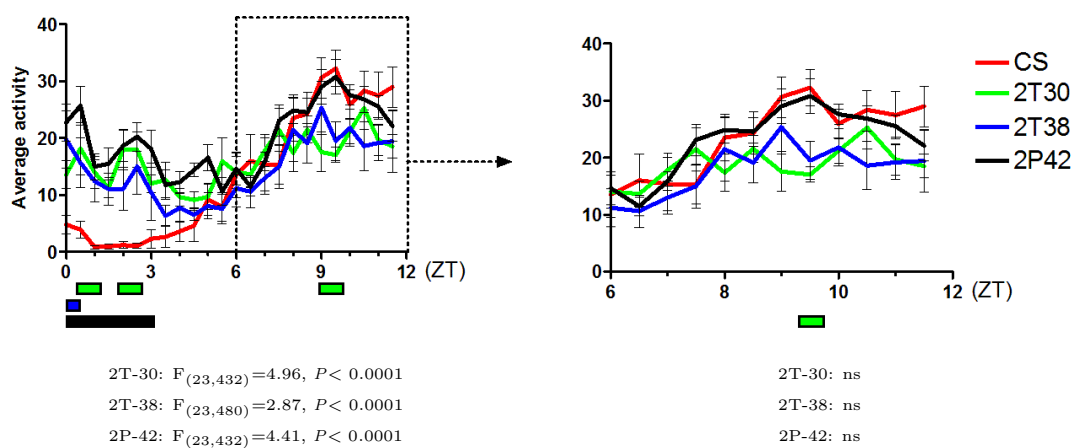 Average activity
40
30
20
10
0
0 3 6 9 12 (ZT)
40
30
20
10
0
6 8 10 12 (ZT)
CS
2T30
2T38
2P42
2T-30: F(23,432)=4.96, P< 0.0001
2T-38: F(23,480)=2.87, P< 0.0001
2P-42: F(23,432)=4.41, P< 0.0001
2T-30: ns
2T-38: ns
2P-42: ns